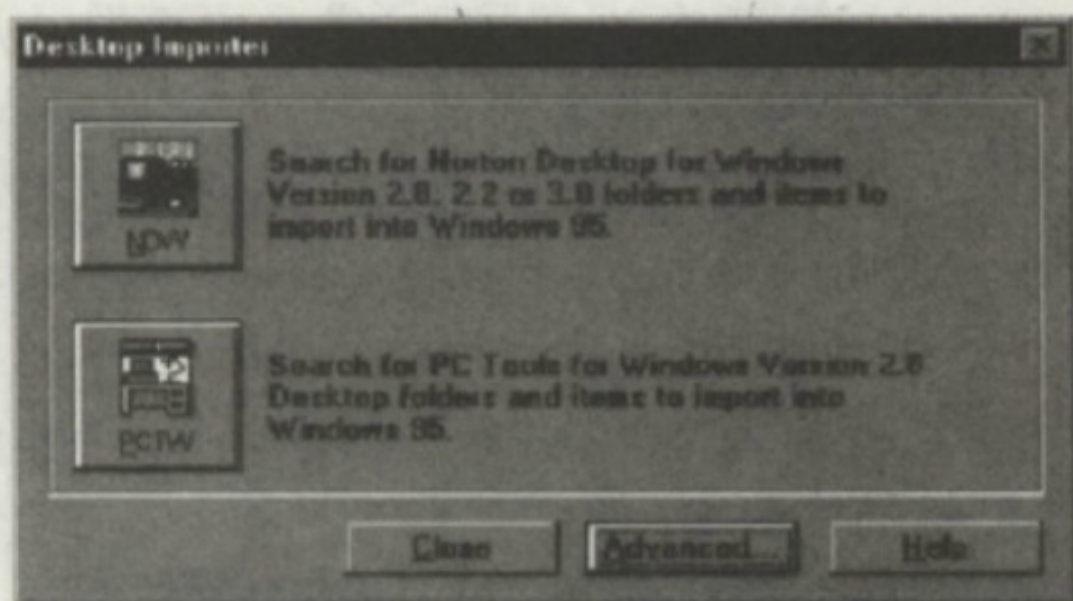 Desktop Importer
Search for Norton Desktop for Windows
Version 2.0, 2.2 or 3.0 folders and items to
import into Windows 95.
NDW
Search for PC Tools for Windows Version 2.0
Desktop folders and items to import into
Windows 95.
PCTW
Close
Advanced...
Help